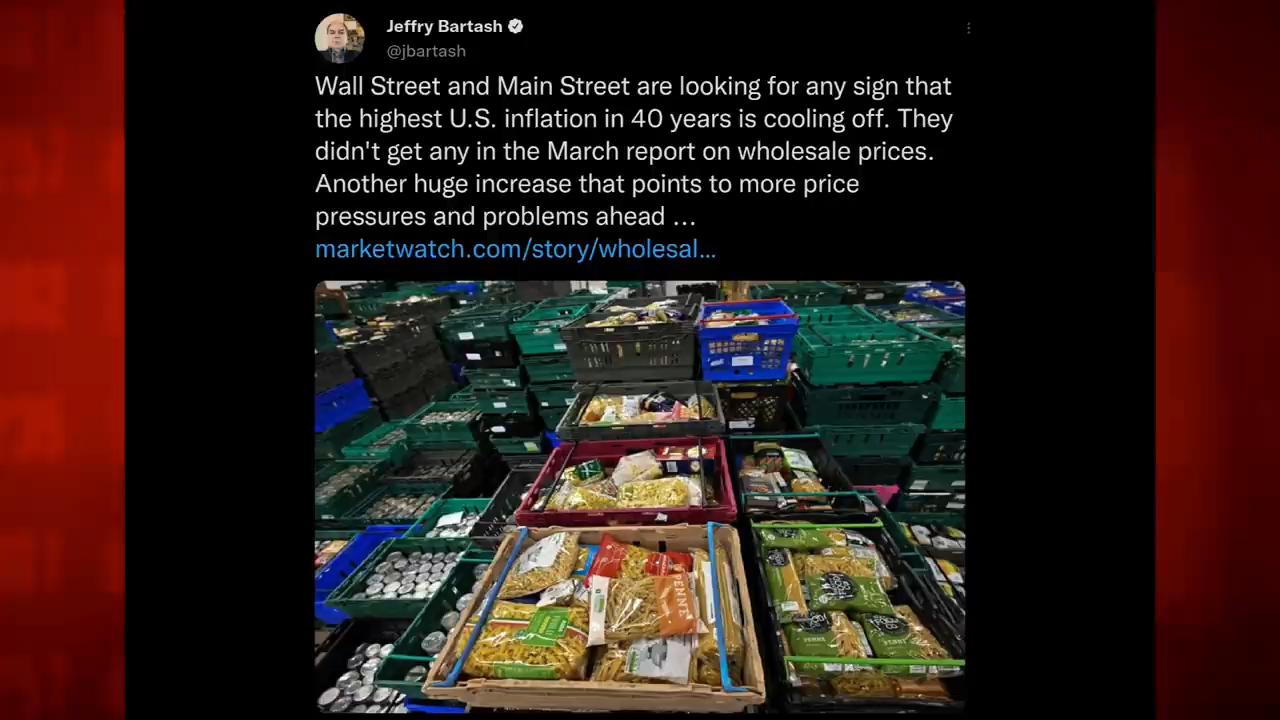 Jeffry Bartash
@jbartash
Wall Street and Main Street are looking for any sign that
the highest U.S. inflation in 40 years is cooling off. They
didn't get any in the March report on wholesale prices.
Another huge increase that points to more price
pressures and problems ahead …
marketwatch.com/story/wholesal…
PENNE
PENNE